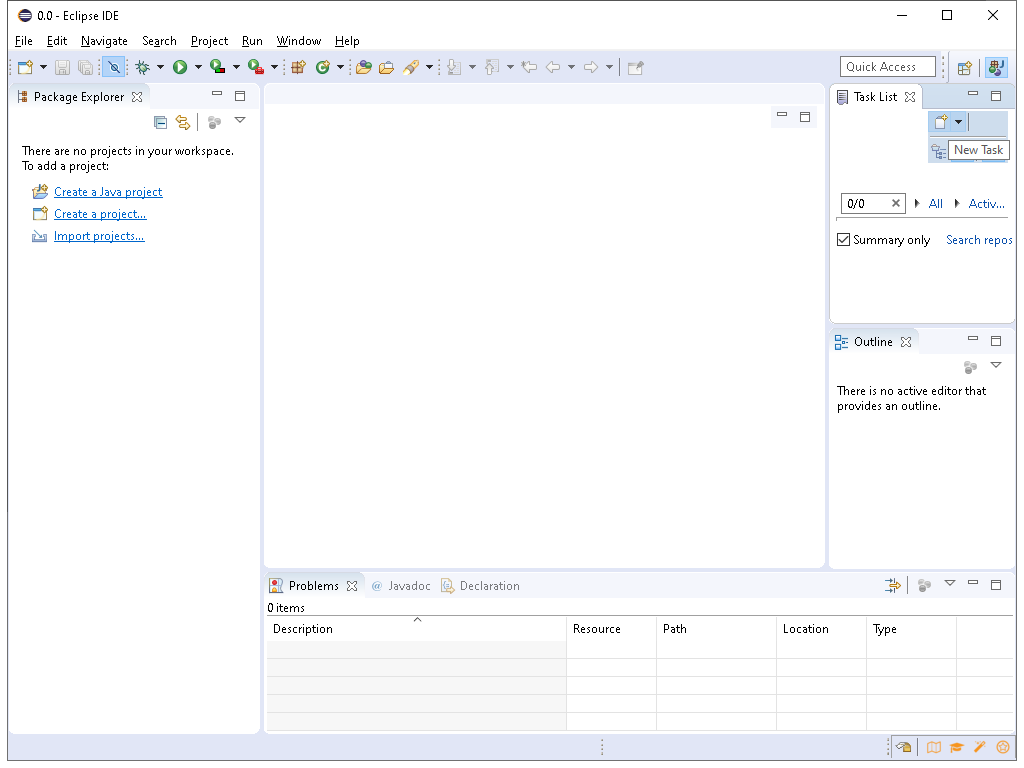 0.0 - Eclipse IDE
File Edit Navigate Search Project Run Window Help
Quick Access
Package Explorer
There are no projects in your workspace.
To add a project:
Create a Java project
Create a project...
Import projects...
Task List
New Task
0/0 All Activ...
Summary only Search repos
Outline
There is no active editor that
provides an outline.
Problems @ Javadoc Declaration
0 items
Description Resource Path Location Type